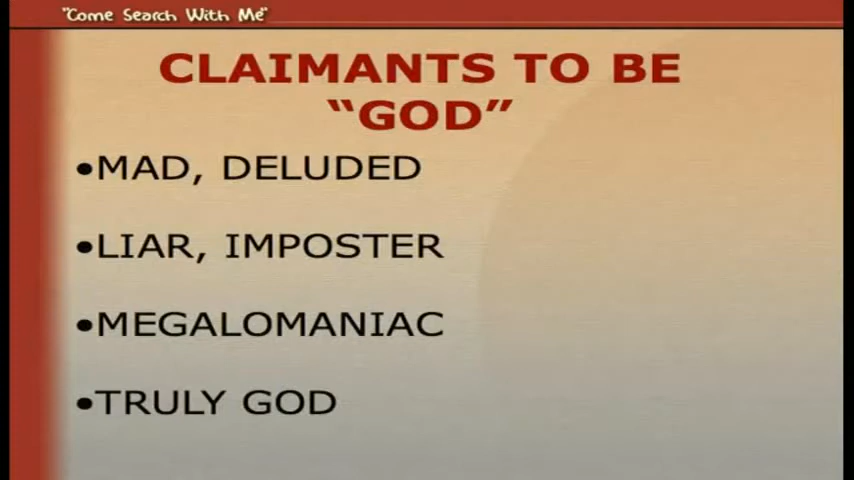 "Come Search With Me"
CLAIMANTS TO BE
“GOD”
•MAD, DELUDED
•LIAR, IMPOSTER
•MEGALOMANIAC
•TRULY GOD